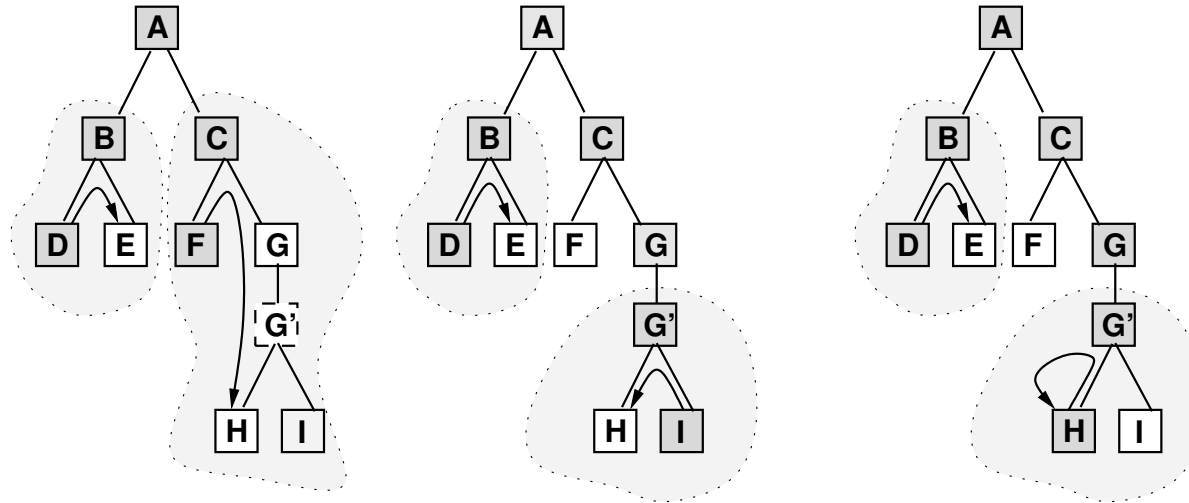 A A A
B C B C B C
D E F G D E F G D E F G
G' G' G'
H I H I H I